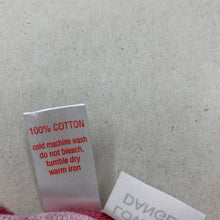 100% COTTON
cold machine wash
do not bleach,
tumble dry
warm iron